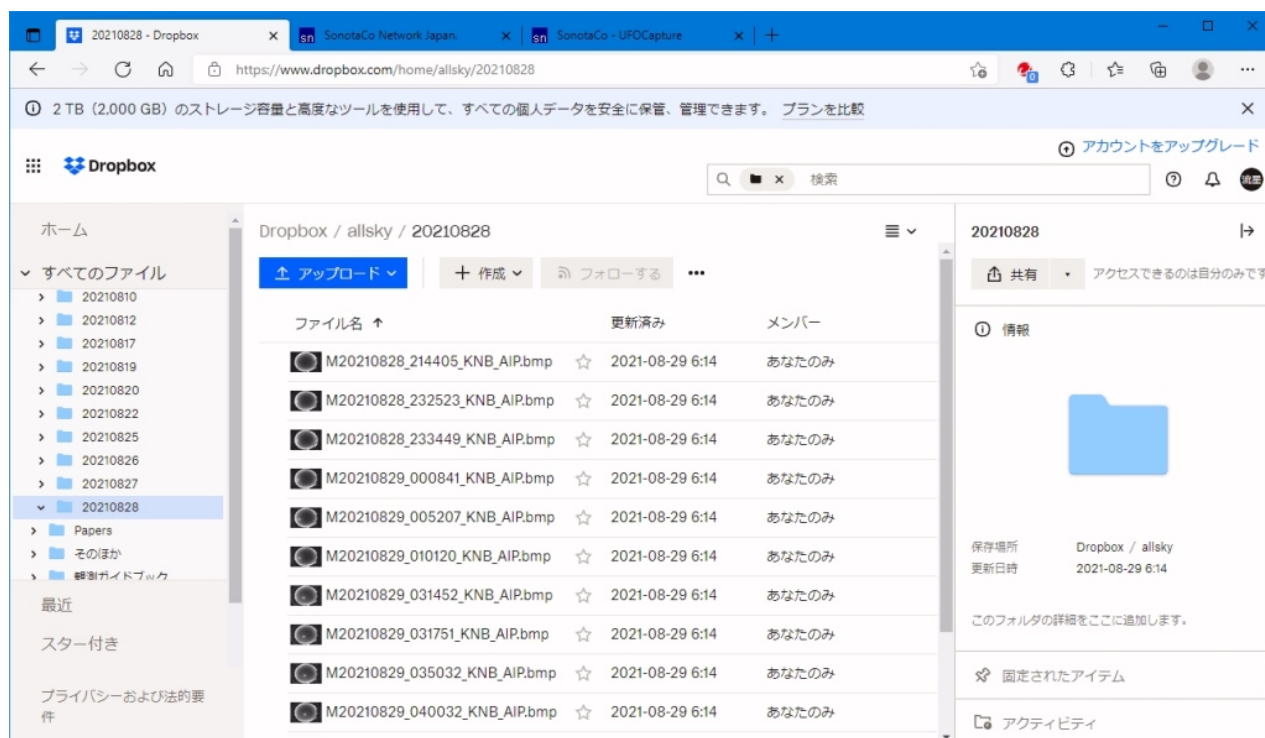 20210828 - Dropbox
SonotaCo Network Japan.
SonotaCo - UFOCapture
https://www.dropbox.com/home/allsky/20210828
2 TB（2,000 GB）のストレージ容量と高度なツールを使用して、すべての個人データを安全に保管、管理できます。 プランを比較
アカウントをアップグレード
Dropbox
検索
流星
ホーム
すべてのファイル
20210810
20210812
20210817
20210819
20210820
20210822
20210825
20210826
20210827
20210828
Papers
そのほか
観測ガイドブック
最近
スター付き
プライバシーおよび法的要
件
Dropbox / allsky / 20210828
アップロード
作成
フォローする
ファイル名 更新済み メンバー
M20210828_214405_KNB_AIP.bmp 2021-08-29 6:14 あなたのみ
M20210828_232523_KNB_AIP.bmp 2021-08-29 6:14 あなたのみ
M20210828_233449_KNB_AIP.bmp 2021-08-29 6:14 あなたのみ
M20210829_000841_KNB_AIP.bmp 2021-08-29 6:14 あなたのみ
M20210829_005207_KNB_AIP.bmp 2021-08-29 6:14 あなたのみ
M20210829_010120_KNB_AIP.bmp 2021-08-29 6:14 あなたのみ
M20210829_031452_KNB_AIP.bmp 2021-08-29 6:14 あなたのみ
M20210829_031751_KNB_AIP.bmp 2021-08-29 6:14 あなたのみ
M20210829_035032_KNB_AIP.bmp 2021-08-29 6:14 あなたのみ
M20210829_040032_KNB_AIP.bmp 2021-08-29 6:14 あなたのみ
20210828
共有 アクセスできるのは自分のみです
情報
保存場所 Dropbox / allsky
更新日時 2021-08-29 6:14
このフォルダの詳細をここに追加します。
固定されたアイテム
アクティビティ